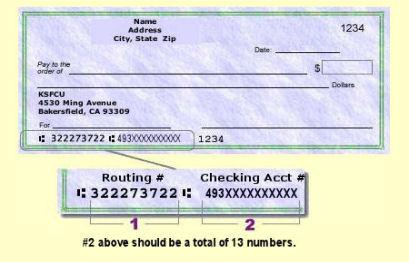 Name
Address
City, State Zip
1234
Date:
Pay to the
order of
$
Dollars
KSFCU
4530 Ming Avenue
Bakersfield, CA 93309
For
⑆ 322273722 ⑆ 493XXXXXXXXXX 1234
Routing # Checking Acct #
⑆ 322273722 ⑆ 493XXXXXXXXXX
1 2
#2 above should be a total of 13 numbers.